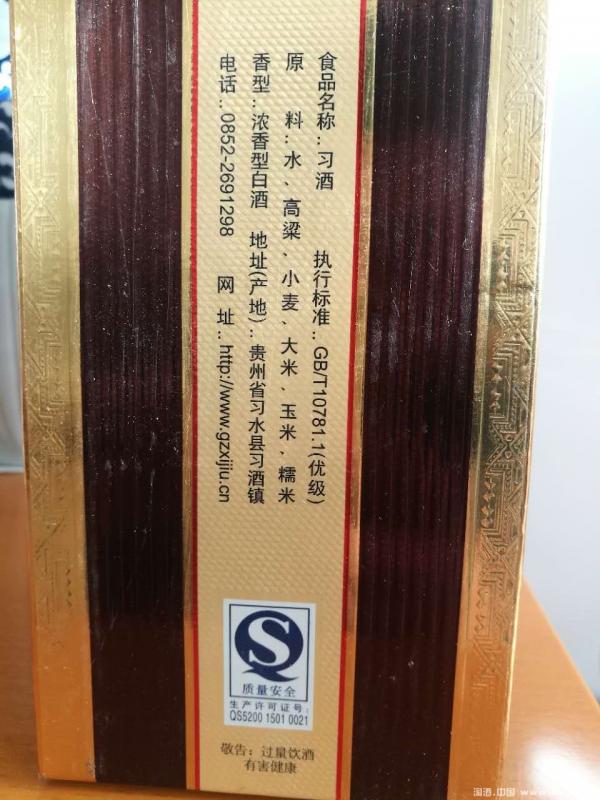 食品名称:习酒 执行标准:GB/T10781.1(优级)
原 料:水、高粱、小麦、大米、玉米、糯米
香型:浓香型白酒 地址(产地):贵州省习水县习酒镇
电话:0852-2691298 网 址:http://www.gzxijiu.cn
质量安全
生产许可证号:
QS5200 1501 0021
敬告:过量饮酒
有害健康
淘酒.中国